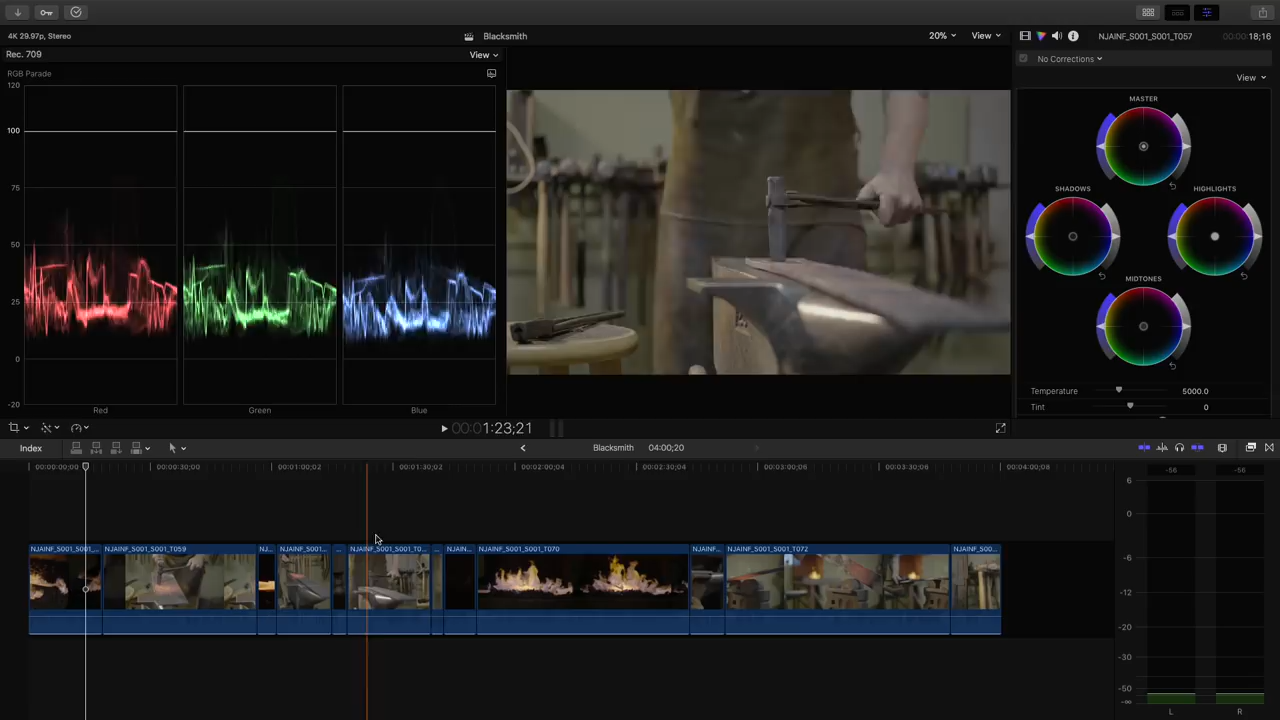 4K 29.97p, Stereo
Blacksmith
20%
View
NJAINF_S001_S001_T057
00:00:18;16
Rec. 709
View
No Corrections
RGB Parade
View
120
100
75
50
25
0
-20
Red
Green
Blue
MASTER
SHADOWS
HIGHLIGHTS
MIDTONES
Temperature
5000.0
Tint
0
00:01:23;21
Index
Blacksmith
04:00;20
00:00:00;00
00:00:30;00
00:01:00;02
00:01:30;02
00:02:00;04
00:02:30;04
00:03:00;06
00:03:30;06
00:04:00;08
NJAINF_S001_S001_...
NJAINF_S001_S001_T059
NJ...
NJAINF_S001...
...
NJAINF_S001_S001_T0...
...
NJAIN...
NJAINF_S001_S001_T070
NJAINF...
NJAINF_S001_S001_T072
NJAINF_S00...
-56
-56
6
0
-6
-12
-20
-30
-50
-∞
L
R